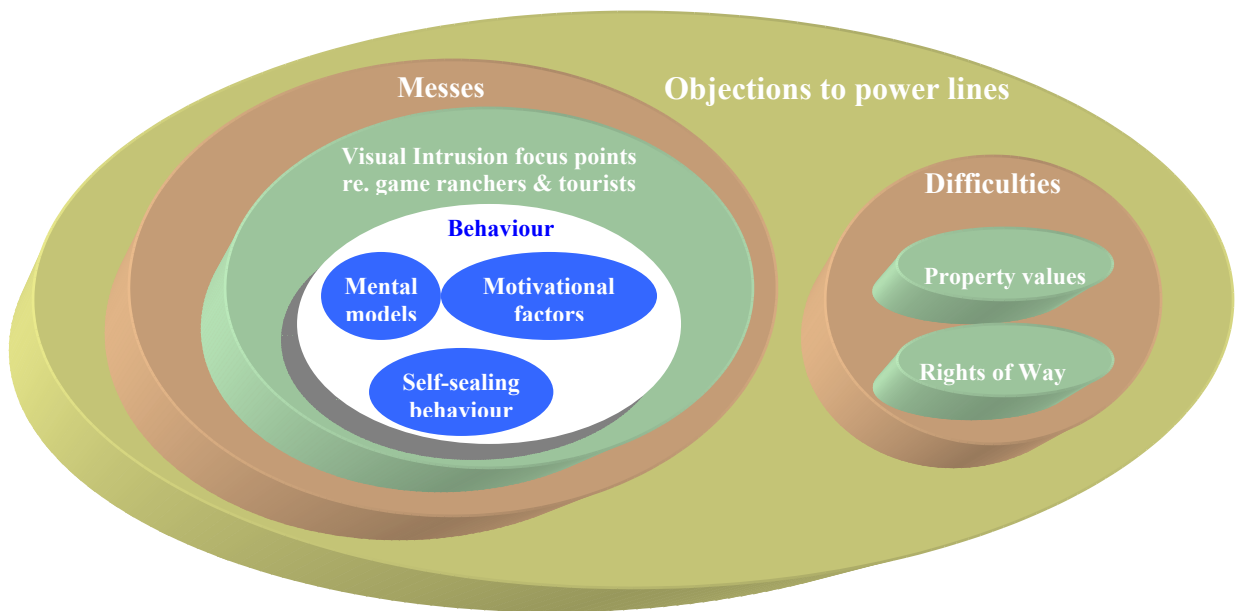 Objections to power lines
Messes
Visual Intrusion focus points
re. game ranchers & tourists
Behaviour
Mental
models
Motivational
factors
Self-sealing
behaviour
Difficulties
Property values
Rights of Way